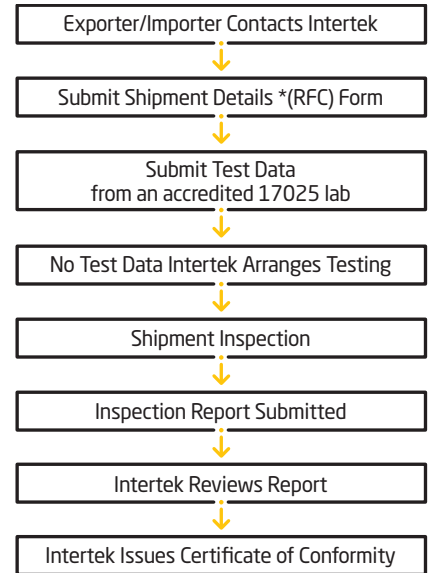 Exporter/Importer Contacts Intertek
Submit Shipment Details *(RFC) Form
Submit Test Data
from an accredited 17025 lab
No Test Data Intertek Arranges Testing
Shipment Inspection
Inspection Report Submitted
Intertek Reviews Report
Intertek Issues Certificate of Conformity